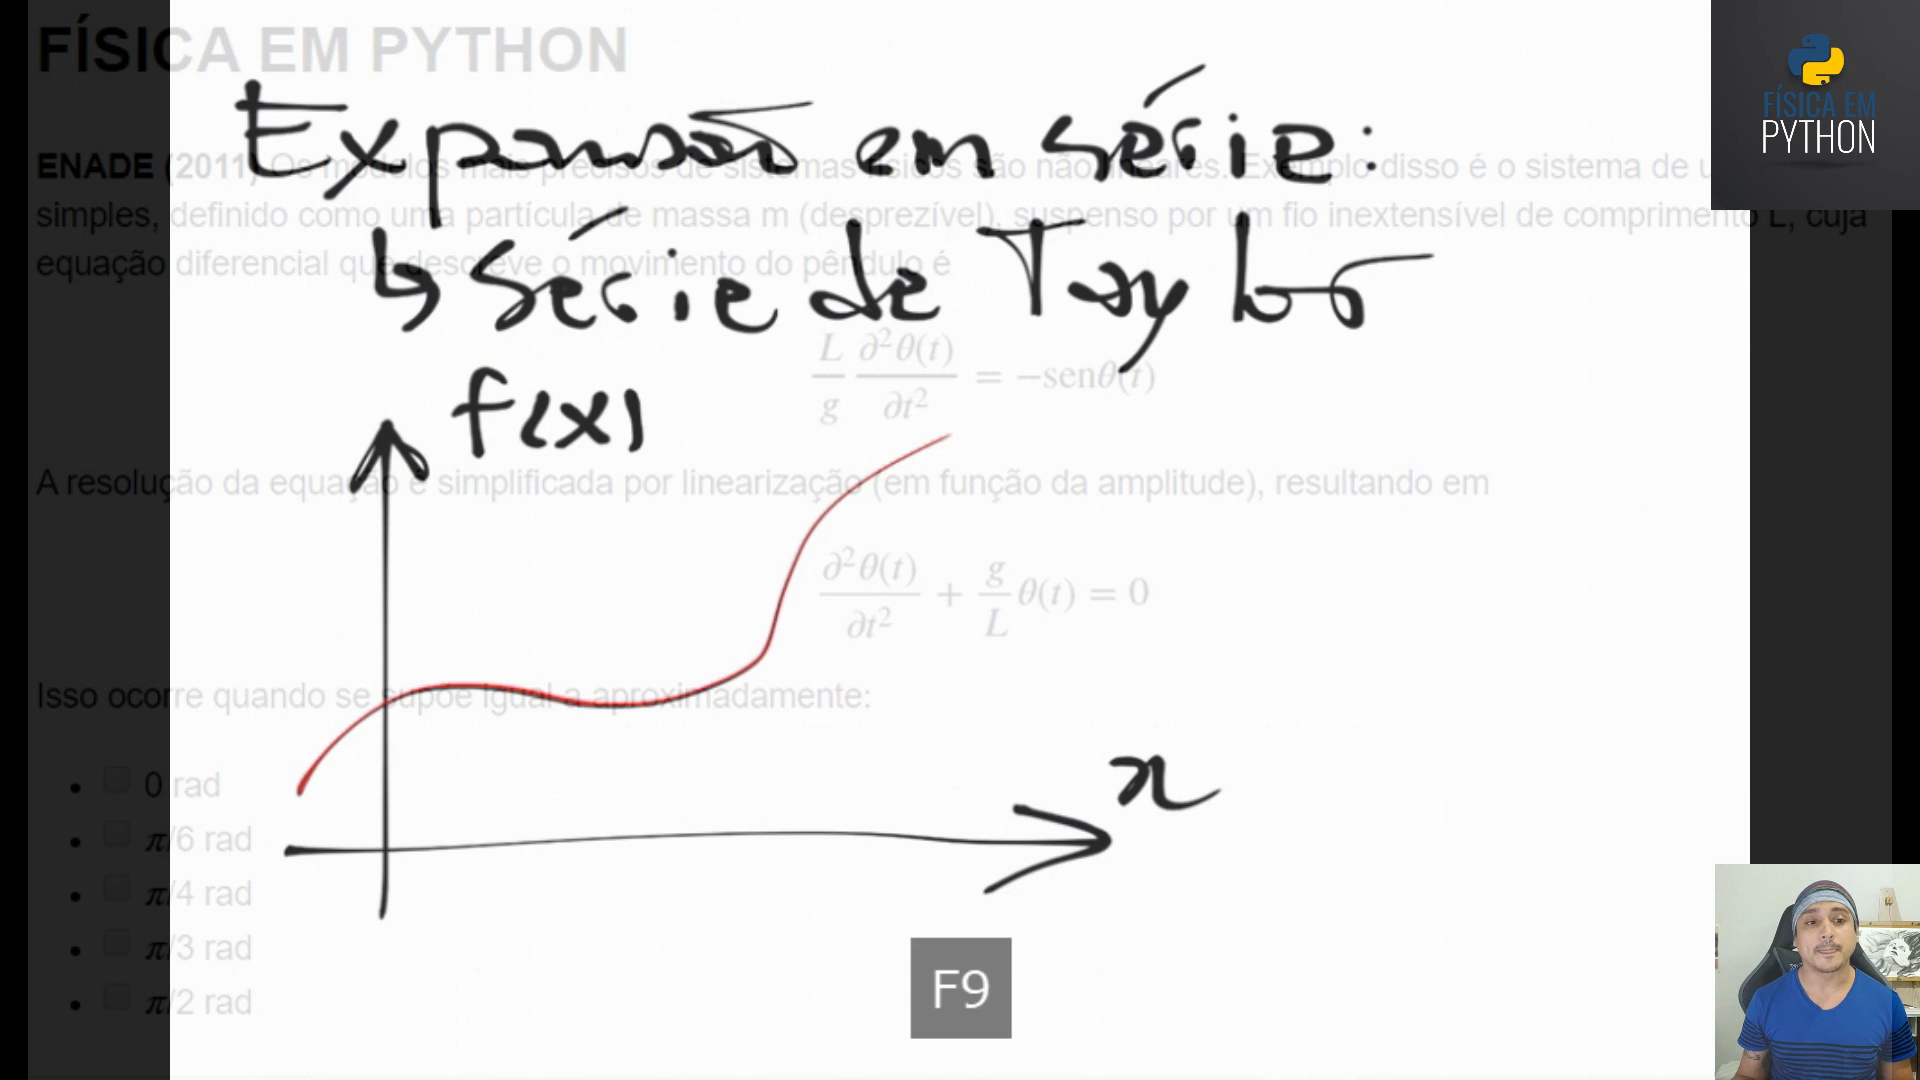 FÍSICA EM PYTHON
FÍSICA EM
PYTHON
Expansão em série:
ENADE (2011) Os modelos mais precisos de sistemas físicos são não lineares. Exemplo disso é o sistema de
simples, definido como uma partícula de massa m (desprezível), suspenso por um fio inextensível de comprimento L, cuja
↳ série de Taylor
equação diferencial que descreve o movimento do pêndulo é
L/g ∂²θ(t)/∂t² = −senθ(t)
f(x)
A resolução da equação é simplificada por linearização (em função da amplitude), resultando em
∂²θ(t)/∂t² + g/L θ(t) = 0
Isso ocorre quando se supõe igual a aproximadamente:
x
• 0 rad
• π/6 rad
• π/4 rad
• π/3 rad
• π/2 rad
F9